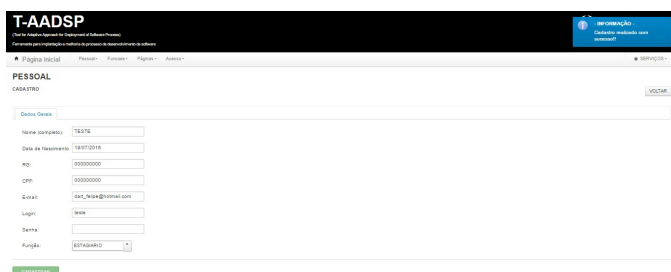 T-AADSP
(Tool for Adaptive Approach for Deployment of Software Process)
Ferramenta para implantação e melhoria do processo de desenvolvimento de software
- INFORMAÇÃO -
Cadastro realizado com
sucesso!!
Página Inicial Pessoal Funcoes Páginas Acesso SERVIÇOS
PESSOAL
CADASTRO
VOLTAR
Dados Gerais
Nome (completo): TESTE
Data de Nascimento 19/07/2016
RG: 000000000
CPF: 000000000
E-mail: dert_felipe@hotmail.com
Login: teste
Senha:
Função: ESTAGIARIO
CADASTRAR